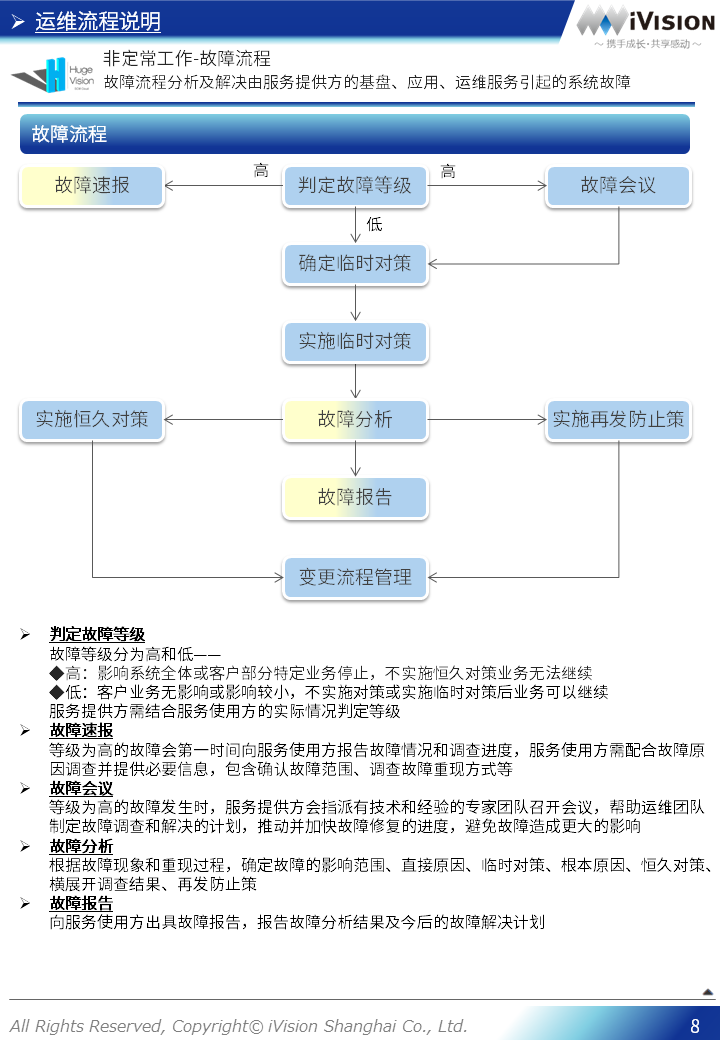 运维流程说明
iVISION
～ 携手成长·共享感动 ～
Huge
Vision
非定常工作-故障流程
故障流程分析及解决由服务提供方的基盘、应用、运维服务引起的系统故障
故障流程
故障速报
高
判定故障等级
高
故障会议
低
确定临时对策
实施临时对策
实施恒久对策
故障分析
实施再发防止策
故障报告
变更流程管理
➢ 判定故障等级
故障等级分为高和低——
◆高：影响系统全体或客户部分特定业务停止，不实施恒久对策业务无法继续
◆低：客户业务无影响或影响较小，不实施对策或实施临时对策后业务可以继续
服务提供方需结合服务使用方的实际情况判定等级
➢ 故障速报
等级为高的故障会第一时间向服务使用方报告故障情况和调查进度，服务使用方需配合故障原
因调查并提供必要信息，包含确认故障范围、调查故障重现方式等
➢ 故障会议
等级为高的故障发生时，服务提供方会指派有技术和经验的专家团队召开会议，帮助运维团队
制定故障调查和解决的计划，推动并加快故障修复的进度，避免故障造成更大的影响
➢ 故障分析
根据故障现象和重现过程，确定故障的影响范围、直接原因、临时对策、根本原因、恒久对策、
横展开调查结果、再发防止策
➢ 故障报告
向服务使用方出具故障报告，报告故障分析结果及今后的故障解决计划
All Rights Reserved, Copyright© iVision Shanghai Co., Ltd.
8